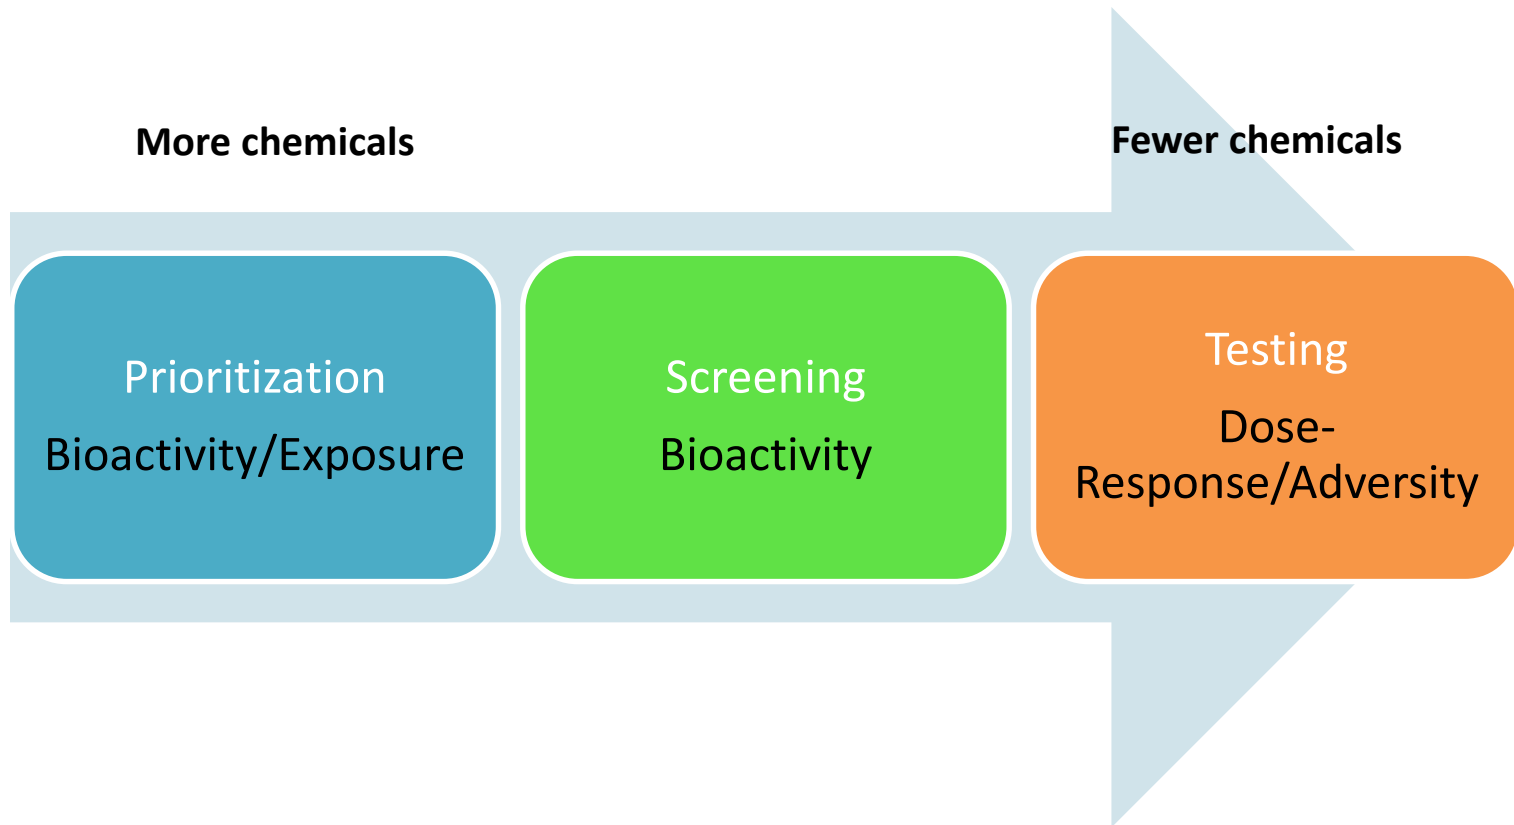 More chemicals
Fewer chemicals
Prioritization
Bioactivity/Exposure
Screening
Bioactivity
Testing
Dose-
Response/Adversity